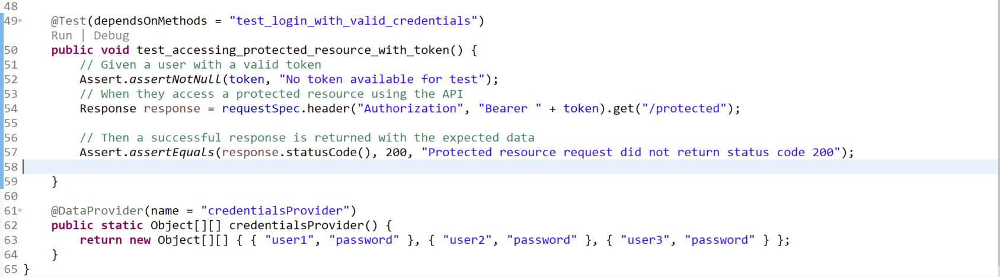 48
49 @Test(dependsOnMethods = "test_login_with_valid_credentials")
Run | Debug
50 public void test_accessing_protected_resource_with_token() {
51 // Given a user with a valid token
52 Assert.assertNotNull(token, "No token available for test");
53 // When they access a protected resource using the API
54 Response response = requestSpec.header("Authorization", "Bearer " + token).get("/protected");
55
56 // Then a successful response is returned with the expected data
57 Assert.assertEquals(response.statusCode(), 200, "Protected resource request did not return status code 200");
58
59 }
60
61 @DataProvider(name = "credentialsProvider")
62 public static Object[][] credentialsProvider() {
63 return new Object[][] { { "user1", "password" }, { "user2", "password" }, { "user3", "password" } };
64 }
65 }